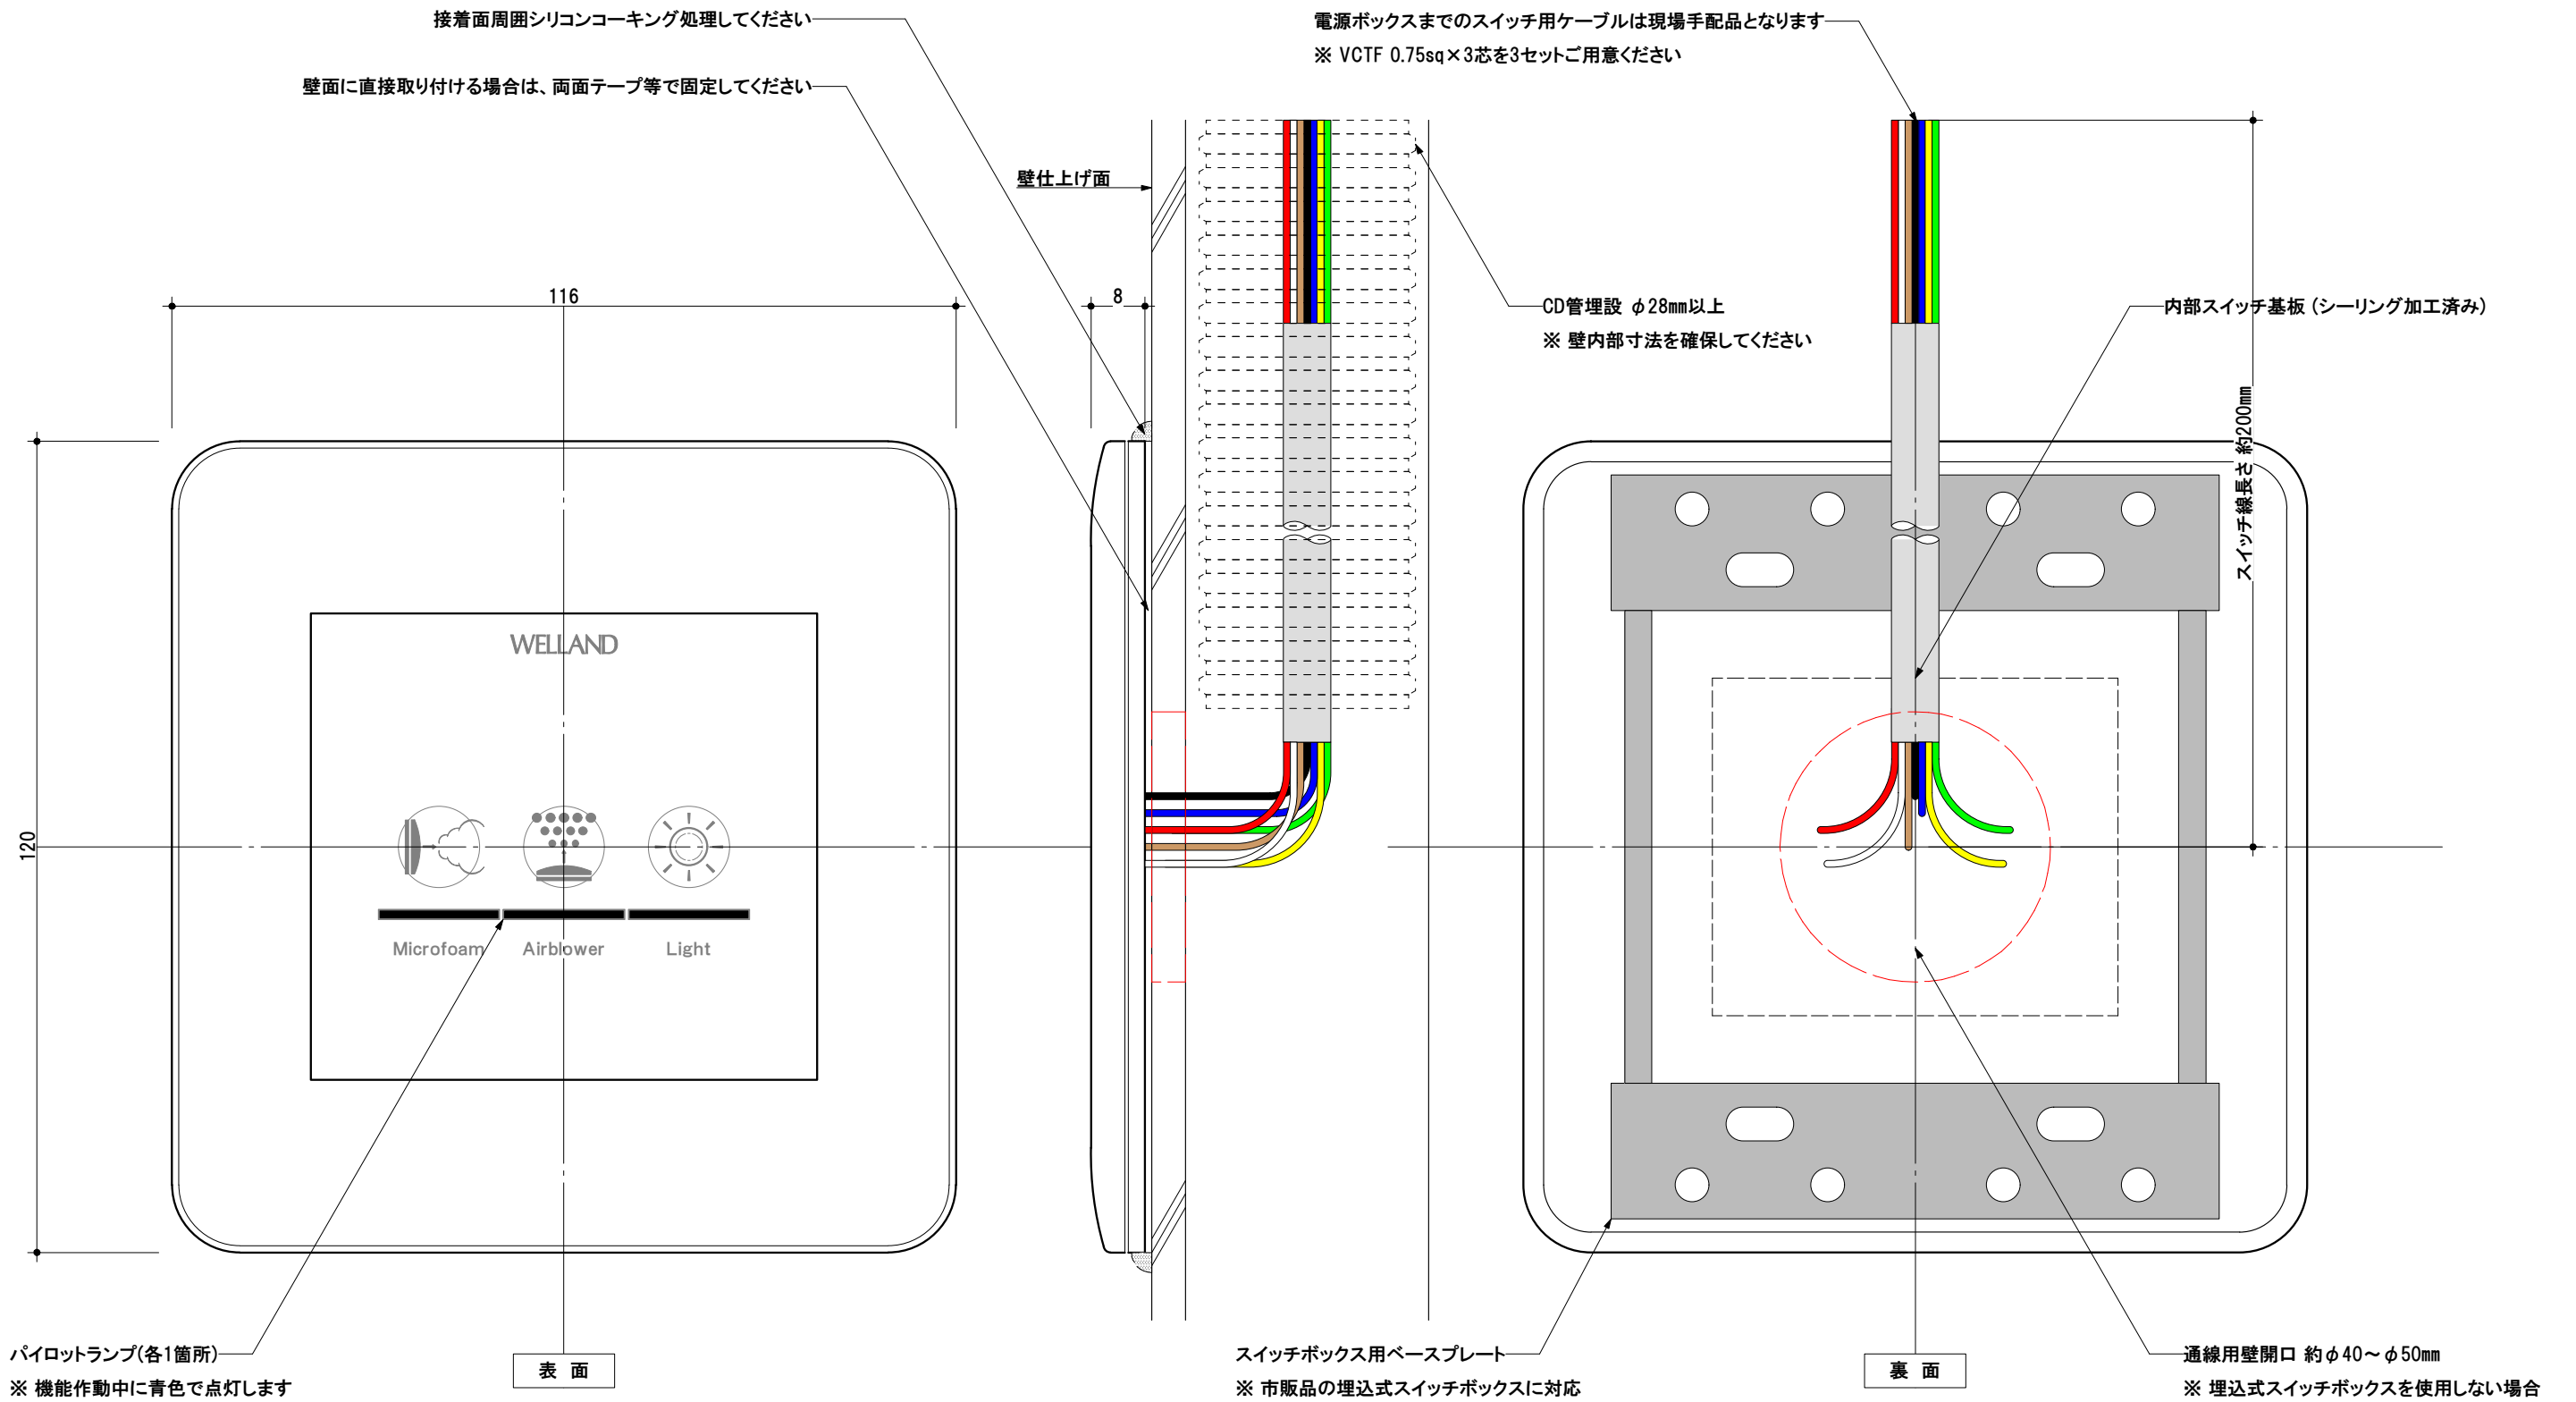 接着面周囲シリコンコーキング処理してください
電源ボックスまでのスイッチ用ケーブルは現場手配品となります
※ VCTF 0.75sq×3芯を3セットご用意ください
壁面に直接取り付ける場合は、両面テープ等で固定してください
壁仕上げ面
116
8
CD管埋設 φ28mm以上
※ 壁内部寸法を確保してください
内部スイッチ基板 (シーリング加工済み)
スイッチ線長さ 約200mm
120
WELLAND
Microfoam
Airblower
Light
パイロットランプ(各1箇所)
※ 機能作動中に青色で点灯します
表 面
スイッチボックス用ベースプレート
※ 市販品の埋込式スイッチボックスに対応
裏 面
通線用壁開口 約φ40～φ50mm
※ 埋込式スイッチボックスを使用しない場合